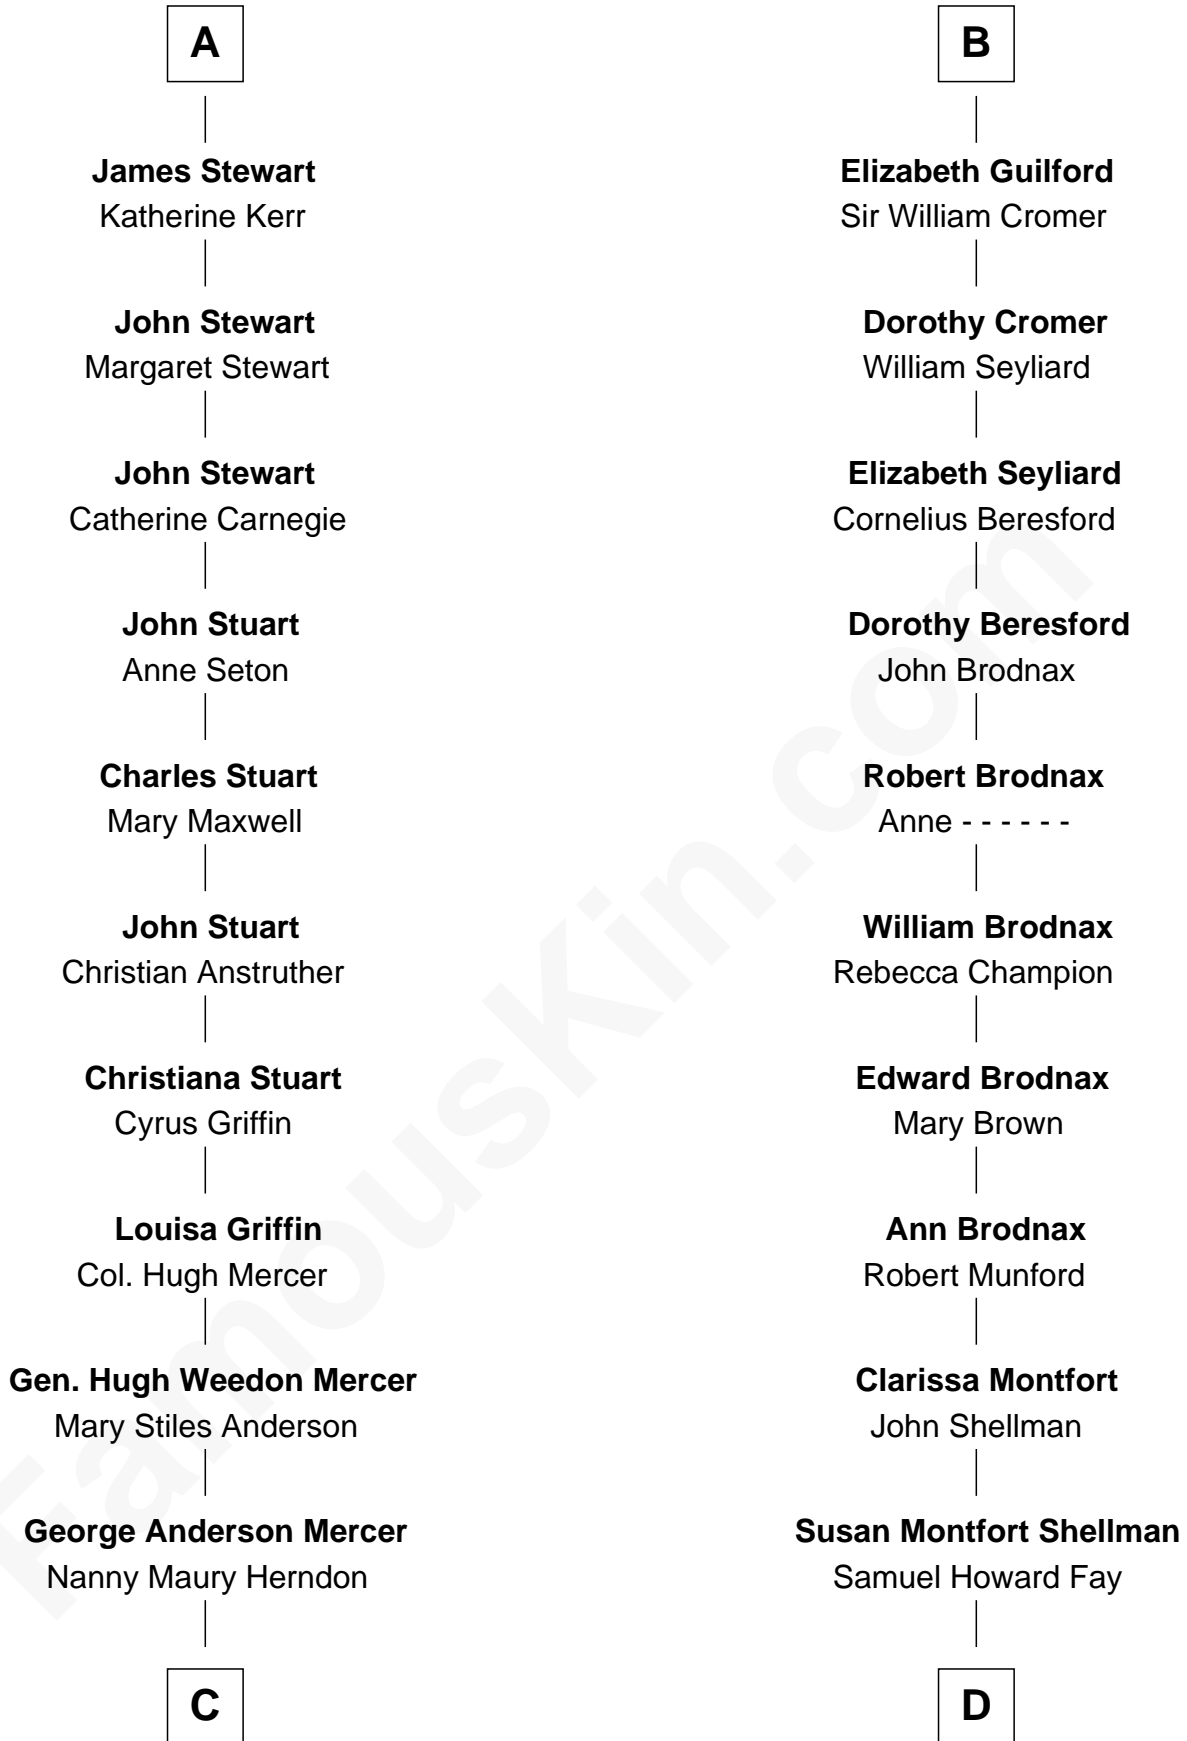 A
James Stewart
Katherine Kerr
John Stewart
Margaret Stewart
John Stewart
Catherine Carnegie
John Stuart
Anne Seton
Charles Stuart
Mary Maxwell
John Stuart
Christian Anstruther
Christiana Stuart
Cyrus Griffin
Louisa Griffin
Col. Hugh Mercer
Gen. Hugh Weedon Mercer
Mary Stiles Anderson
George Anderson Mercer
Nanny Maury Herndon
C
B
Elizabeth Guilford
Sir William Cromer
Dorothy Cromer
William Seyliard
Elizabeth Seyliard
Cornelius Beresford
Dorothy Beresford
John Brodnax
Robert Brodnax
Anne - - - - - -
William Brodnax
Rebecca Champion
Edward Brodnax
Mary Brown
Ann Brodnax
Robert Munford
Clarissa Montfort
John Shellman
Susan Montfort Shellman
Samuel Howard Fay
D
FamousKin.com